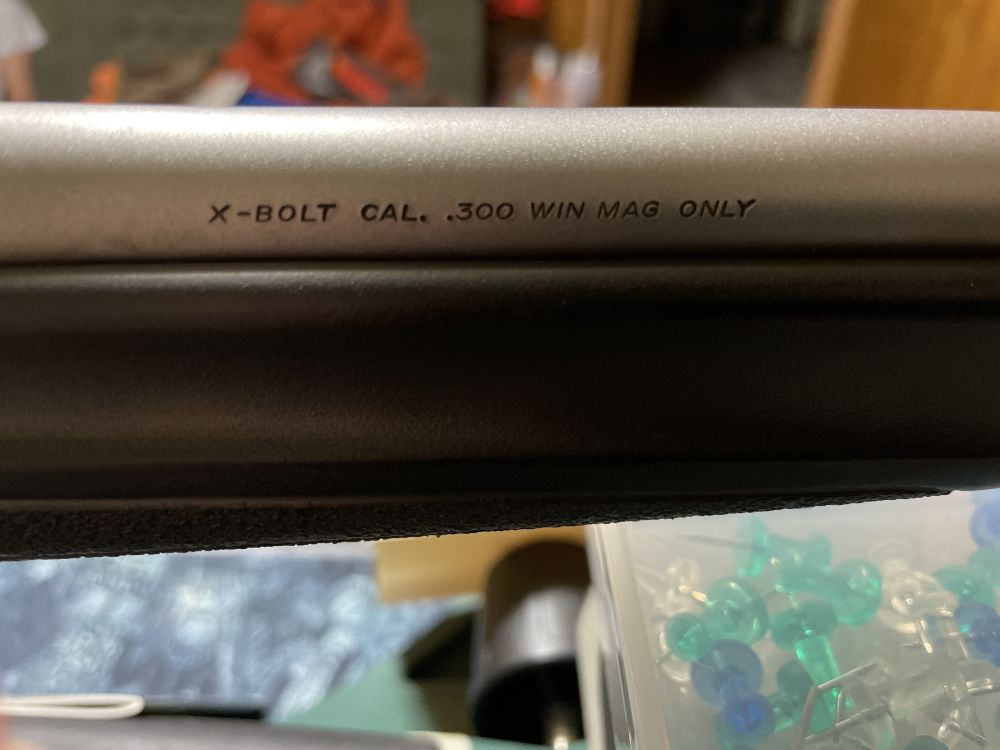 X-BOLT CAL. .300 WIN MAG ONLY